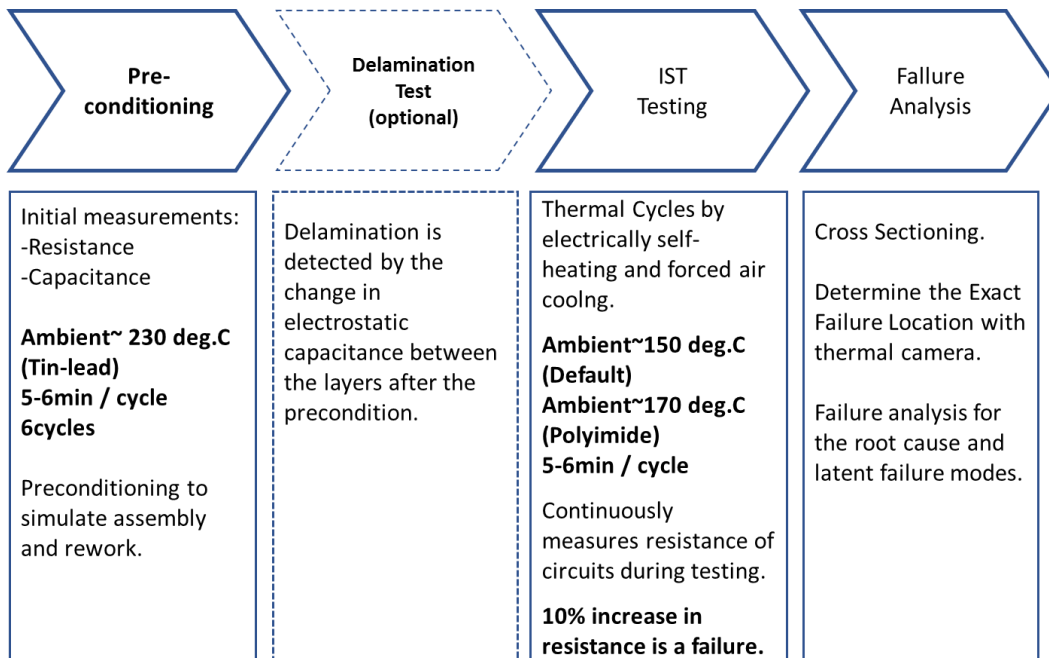 Pre-
conditioning
Delamination
Test
(optional)
IST
Testing
Fallure
Analysis
Initial measurements:
-Resistance
-Capacitance
Ambient~ 230 deg.C
(Tin-lead)
5-6min / cycle
6cycles
Preconditioning to
simulate assembly
and rework.
Delamination is
detected by the
change in
electrostatic
capacitance between
the layers after the
precondition.
Thermal Cycles by
electrically self-
heating and forced air
coolng.
Ambient~150 deg.C
(Default)
Ambient~170 deg.C
(Polyimide)
5-6min / cycle
Continuously
measures resistance of
circuits during testing.
10% increase in
resistance is a failure.
Cross Sectioning.
Determine the Exact
Failure Location with
thermal camera.
Failure analysis for
the root cause and
latent failure modes.